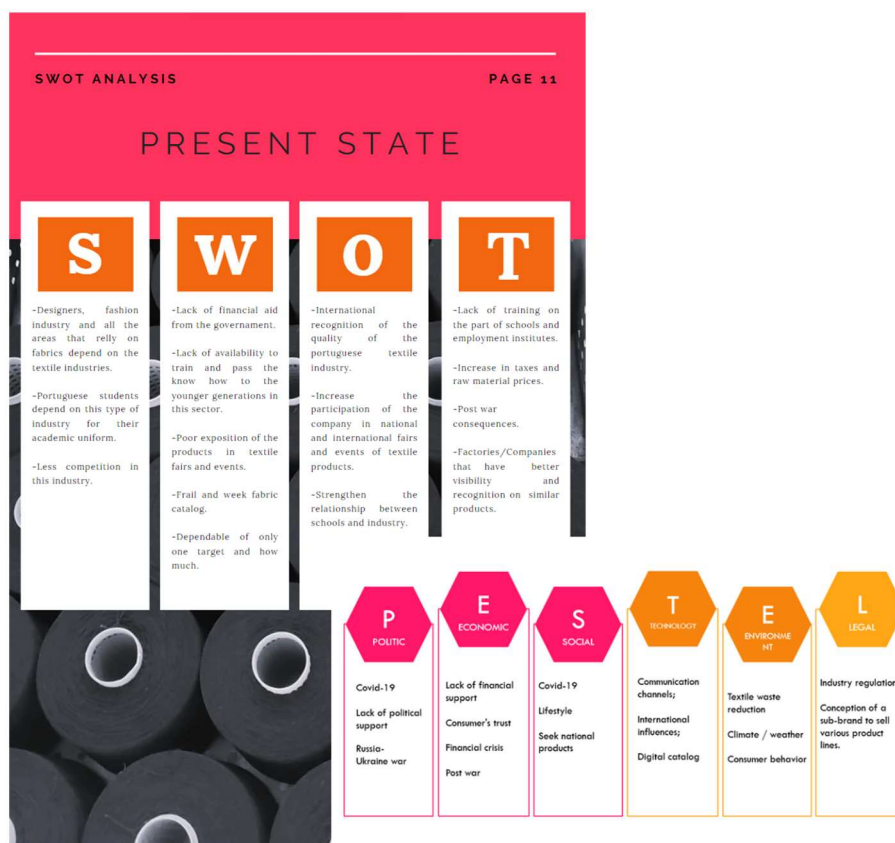 SWOT ANALYSIS
PAGE 11
PRESENT STATE
S
-Designers, fashion
industry and all the
areas that rely on
fabrics depend on the
textile industries.
-Portuguese students
depend on this type of
industry for their
academic uniform.
-Less competition in
this industry.
W
-Lack of financial aid
from the governament.
-Lack of availability to
train and pass the
know how to the
younger generations in
this sector.
-Poor exposition of the
products in textile
fairs and events.
-Frail and week fabric
catalog.
-Dependable of only
one target and how
much.
O
-International
recognition of the
quality of the
portuguese textile
industry.
-Increase the
participation of the
company in national
and international fairs
and events of textile
products.
-Strengthen the
relationship between
schools and industry.
T
-Lack of training on
the part of schools and
employment institutes.
-Increase in taxes and
raw material prices.
-Post war
consequences.
-Factories/Companies
that have better
visibility and
recognition on similar
products.
P
POLITIC
Covid-19
Lack of political
support
Russia-
Ukraine war
E
ECONOMIC
Lack of financial
support
Consumer's trust
Financial crisis
Post war
S
SOCIAL
Covid-19
Lifestyle
Seek national
products
T
TECHNOLOGY
Communication
channels;
International
influences;
Digital catalog
E
ENVIRONME
NT
Textile waste
reduction
Climate / weather
Consumer behavior
L
LEGAL
Industry regulation
Conception of a
sub-brand to sell
various product
lines.